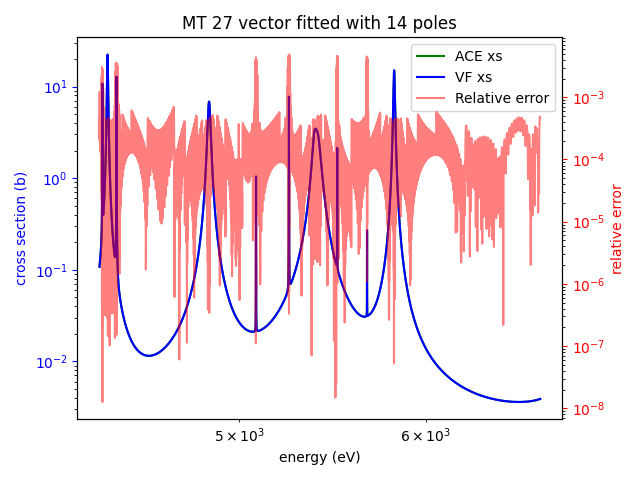 MT 27 vector fitted with 14 poles
ACE xs
VF xs
Relative error
cross section (b)
10¹
10⁰
10⁻¹
10⁻²
10⁻³
10⁻⁴
10⁻⁵
10⁻⁶
10⁻⁷
10⁻⁸
relative error
5 × 10³
6 × 10³
energy (eV)